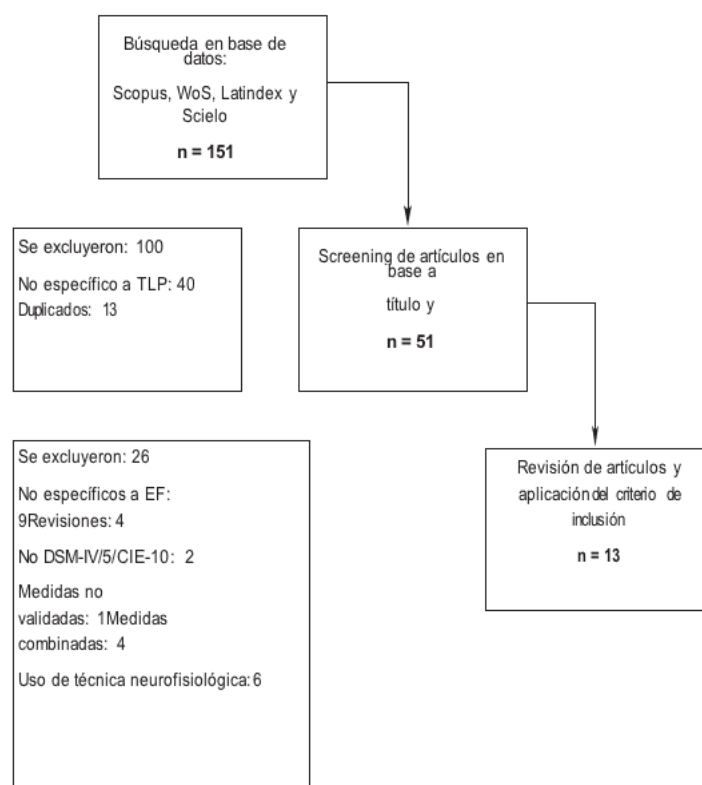 Búsqueda en base de
datos:
Scopus, WoS, Latindex y
Scielo
n = 151
Se excluyeron: 100
No específico a TLP: 40
Duplicados: 13
Screening de artículos en
base a
título y
n = 51
Se excluyeron: 26
No específicos a EF:
9Revisiones: 4
No DSM-IV/5/CIE-10: 2
Medidas no
validadas: 1Medidas
combinadas: 4
Uso de técnica neurofisiológica: 6
Revisión de artículos y
aplicación del criterio de
inclusión
n = 13